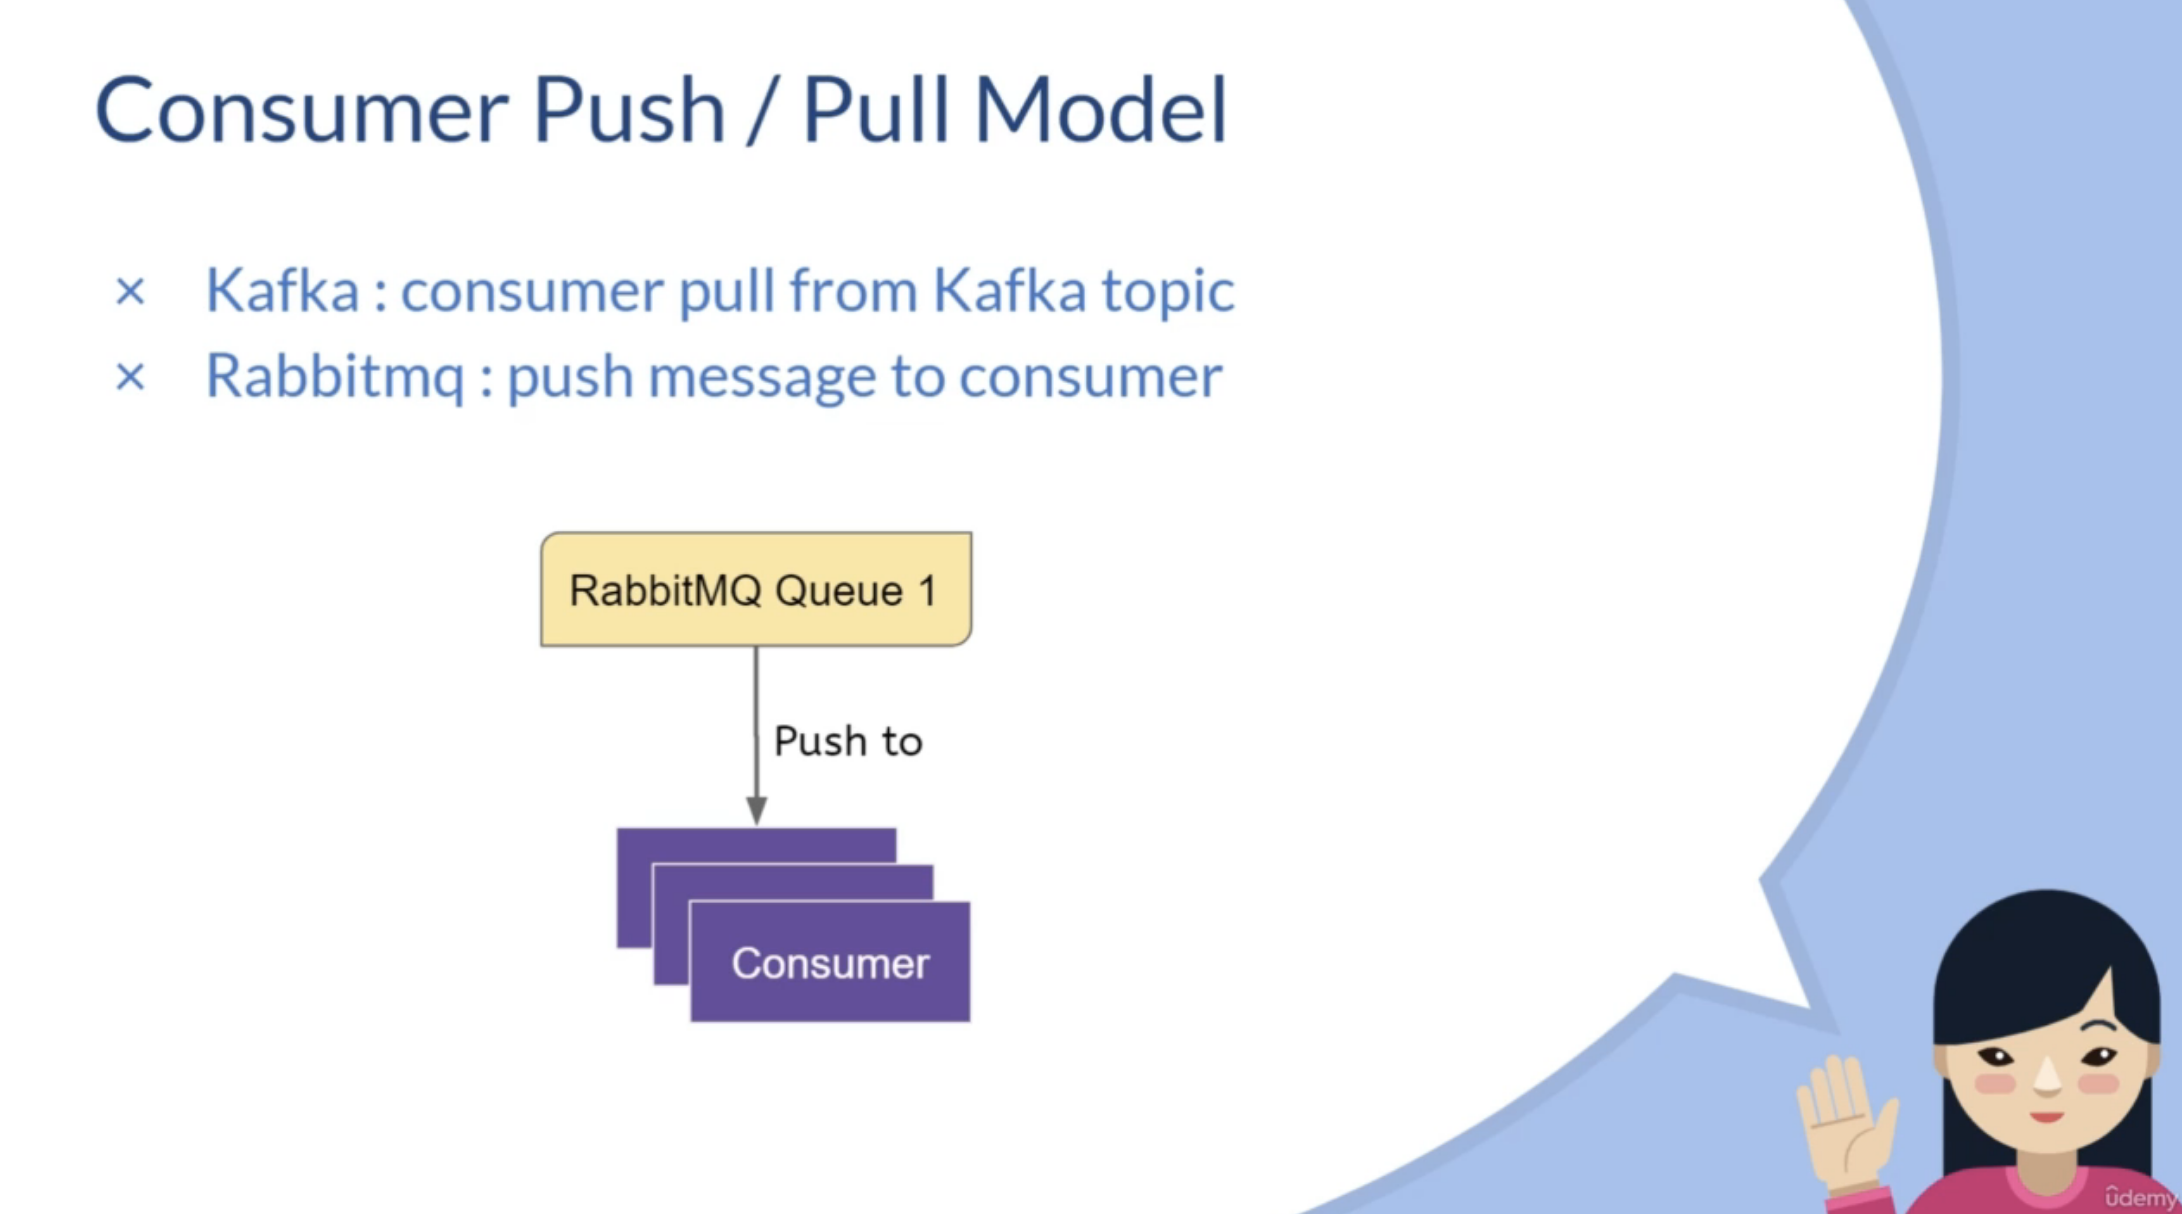 Consumer Push / Pull Model
× Kafka : consumer pull from Kafka topic
× Rabbitmq : push message to consumer
RabbitMQ Queue 1
Push to
Consumer
ûdemy